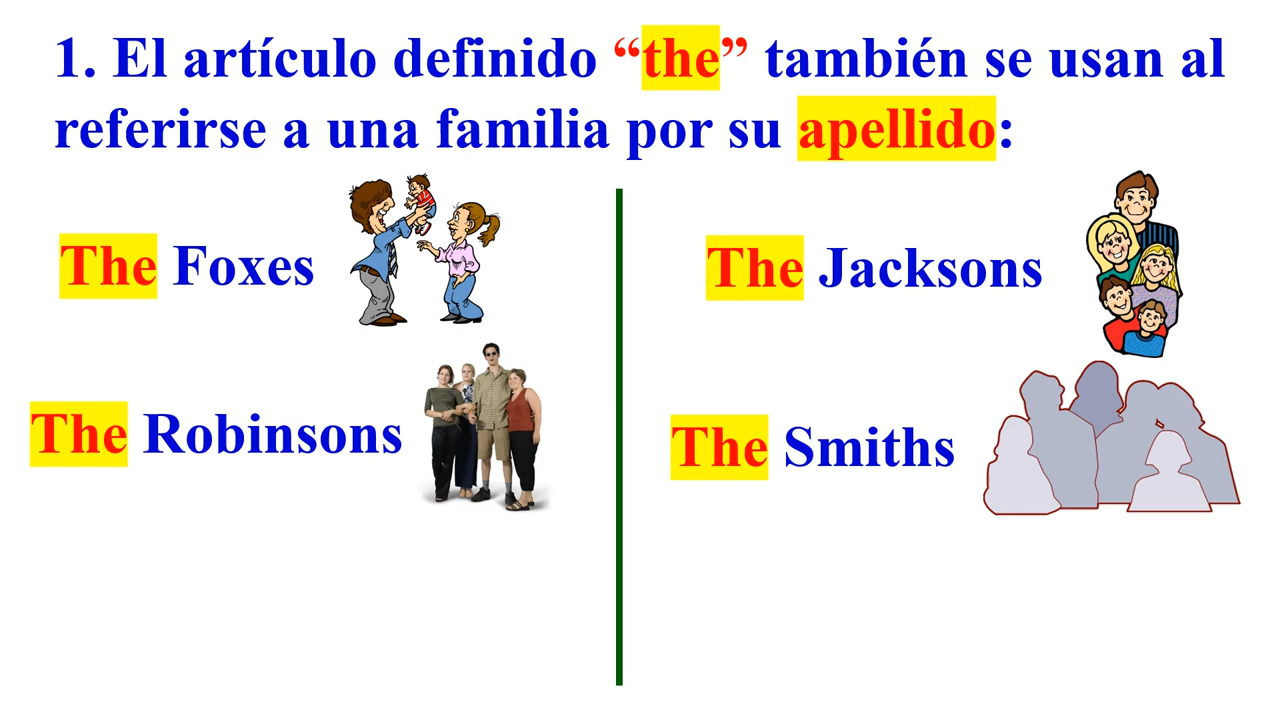 1. El artículo definido “the” también se usan al
referirse a una familia por su apellido:
The Foxes
The Robinsons
The Jacksons
The Smiths